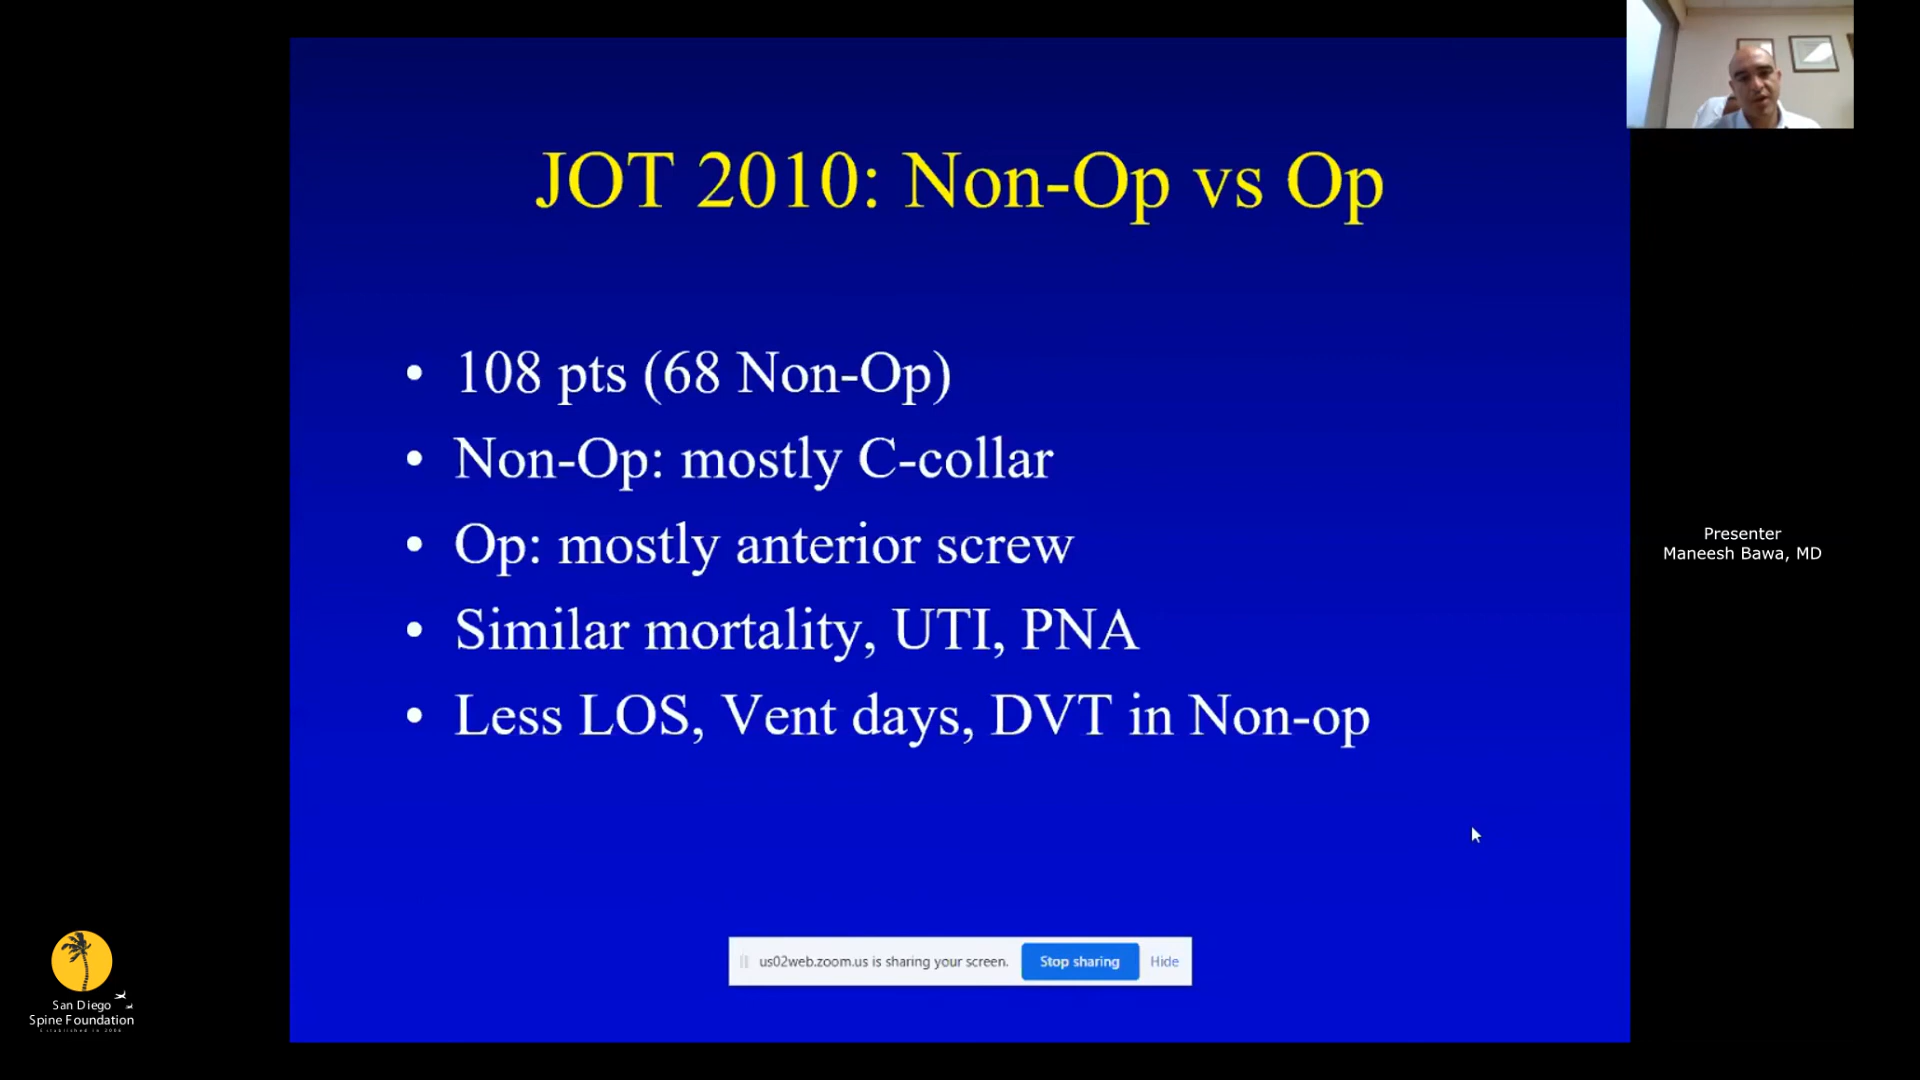 JOT 2010: Non-Op vs Op
• 108 pts (68 Non-Op)
• Non-Op: mostly C-collar
• Op: mostly anterior screw
• Similar mortality, UTI, PNA
• Less LOS, Vent days, DVT in Non-op
Presenter
Maneesh Bawa, MD
us02web.zoom.us is sharing your screen. Stop sharing Hide
San Diego
Spine Foundation